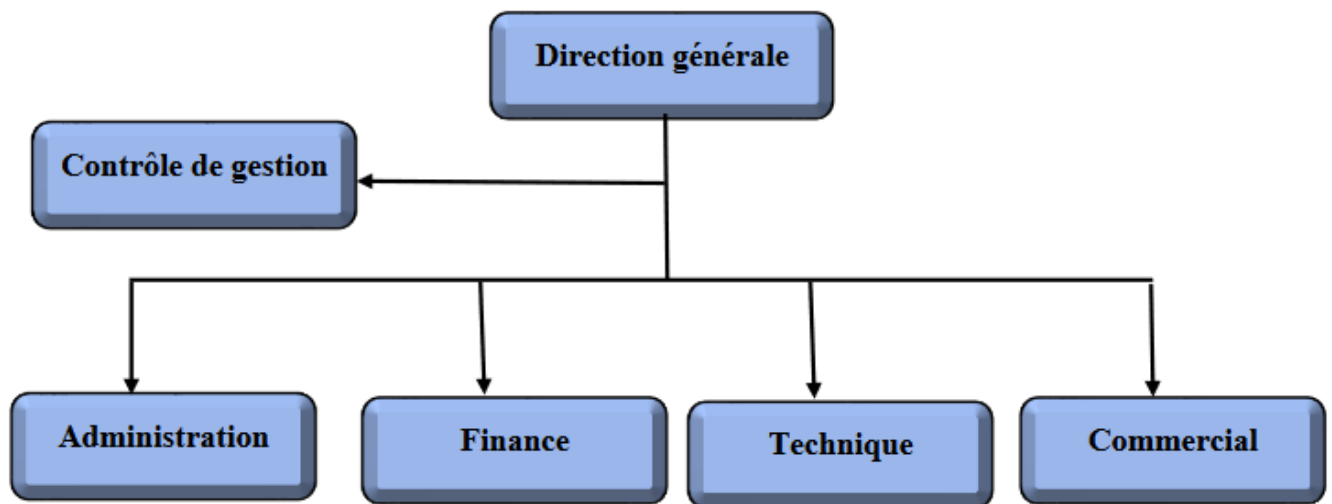 Direction générale
Contrôle de gestion
Administration
Finance
Technique
Commercial